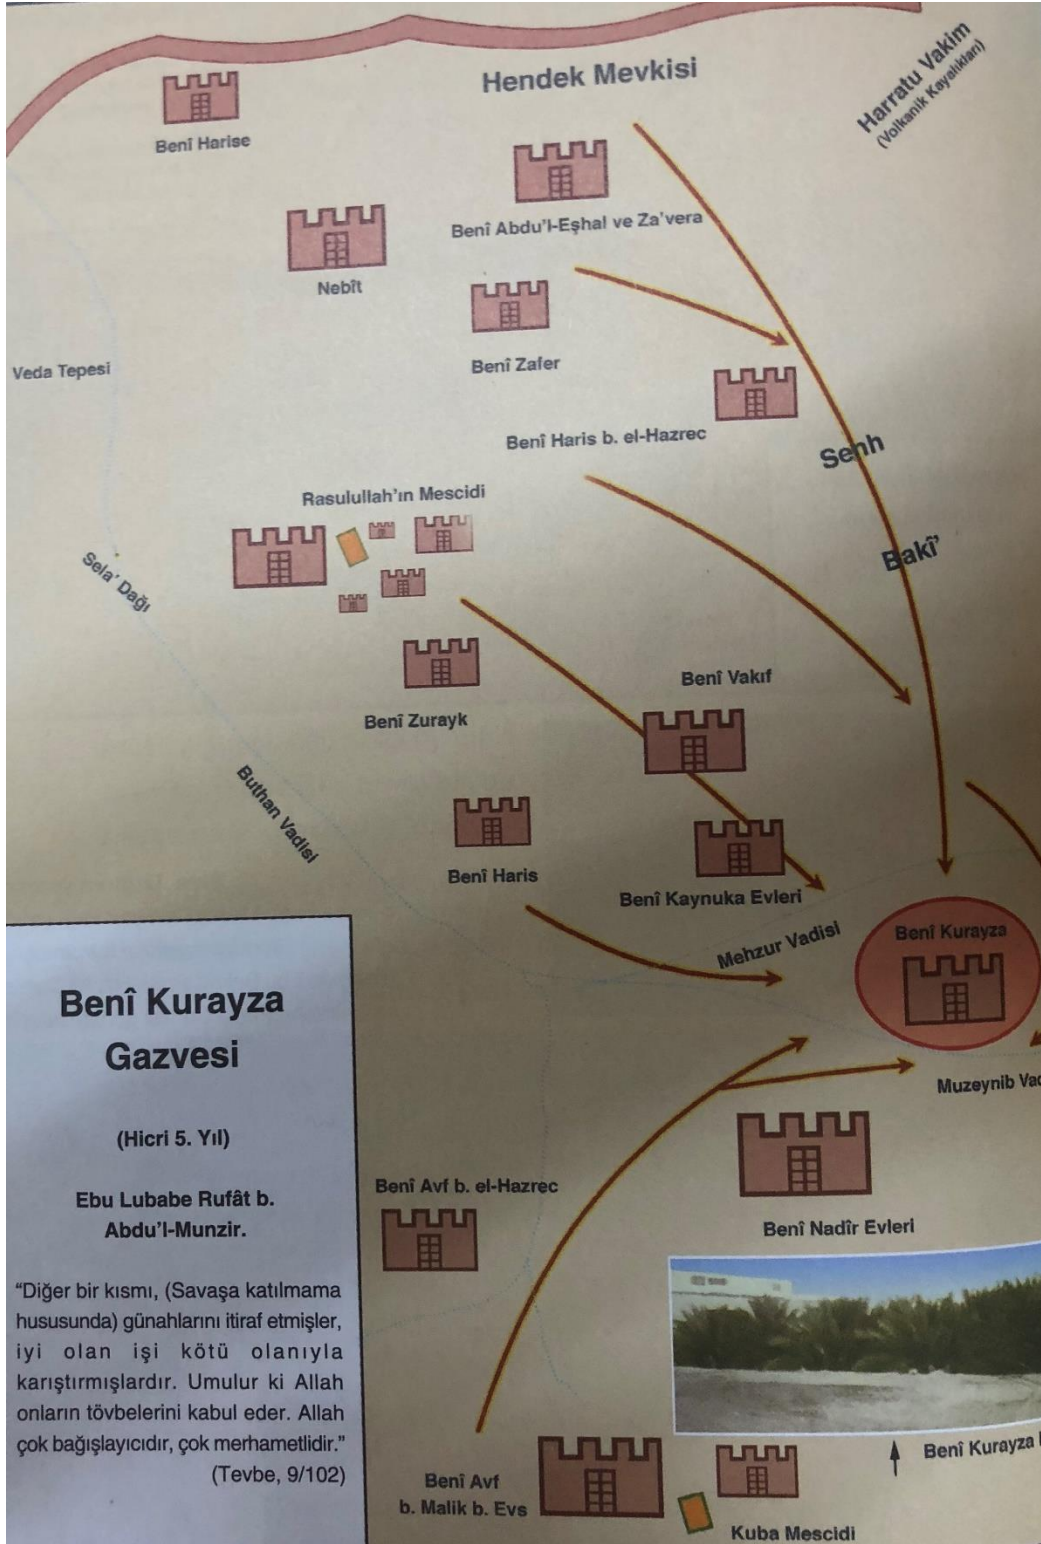 Hendek Mevkisi
Harratu Vakim
(Volkanik Kayalıkları)
Benî Harise
Benî Abdu'l-Eşhal ve Za'vera
Nebît
Benî Zafer
Veda Tepesi
Benî Haris b. el-Hazrec
Senh
Rasulullah'ın Mescidi
Bakî'
Sela' Dağı
Benî Vakıf
Benî Zurayk
Buthan Vadisi
Benî Haris
Benî Kaynuka Evleri
Mehzur Vadisi
Benî Kurayza
Muzeynib
Benî Kurayza
Gazvesi
(Hicri 5. Yıl)
Ebu Lubabe Rufât b.
Abdu'l-Munzir.
"Diğer bir kısmı, (Savaşa katılmama
hususunda) günahlarını itiraf etmişler,
iyi olan işi kötü olanıyla
karıştırmışlardır. Umulur ki Allah
onların tövbelerini kabul eder. Allah
çok bağışlayıcıdır, çok merhametlidir."
(Tevbe, 9/102)
Benî Avf b. el-Hazrec
Benî Nadîr Evleri
Benî Kurayza
Benî Avf
b. Malik b. Evs
Kuba Mescidi